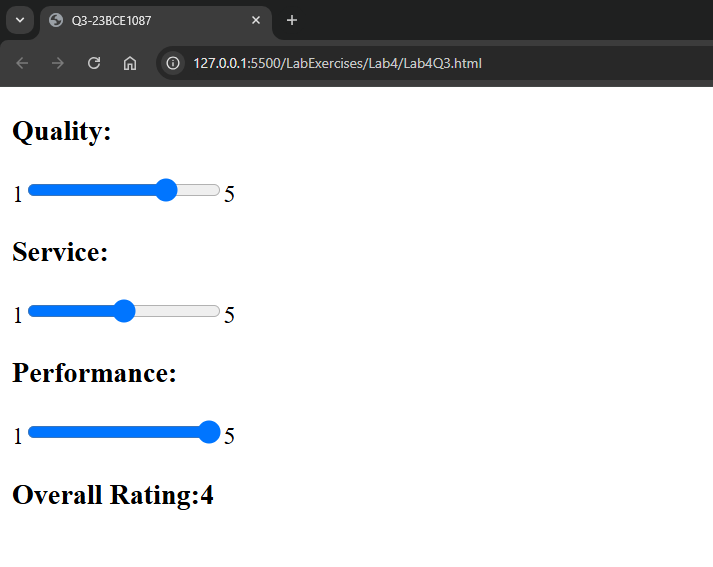 Q3-23BCE1087
127.0.0.1:5500/LabExercises/Lab4/Lab4Q3.html
Quality:
1 5
Service:
1 5
Performance:
1 5
Overall Rating:4